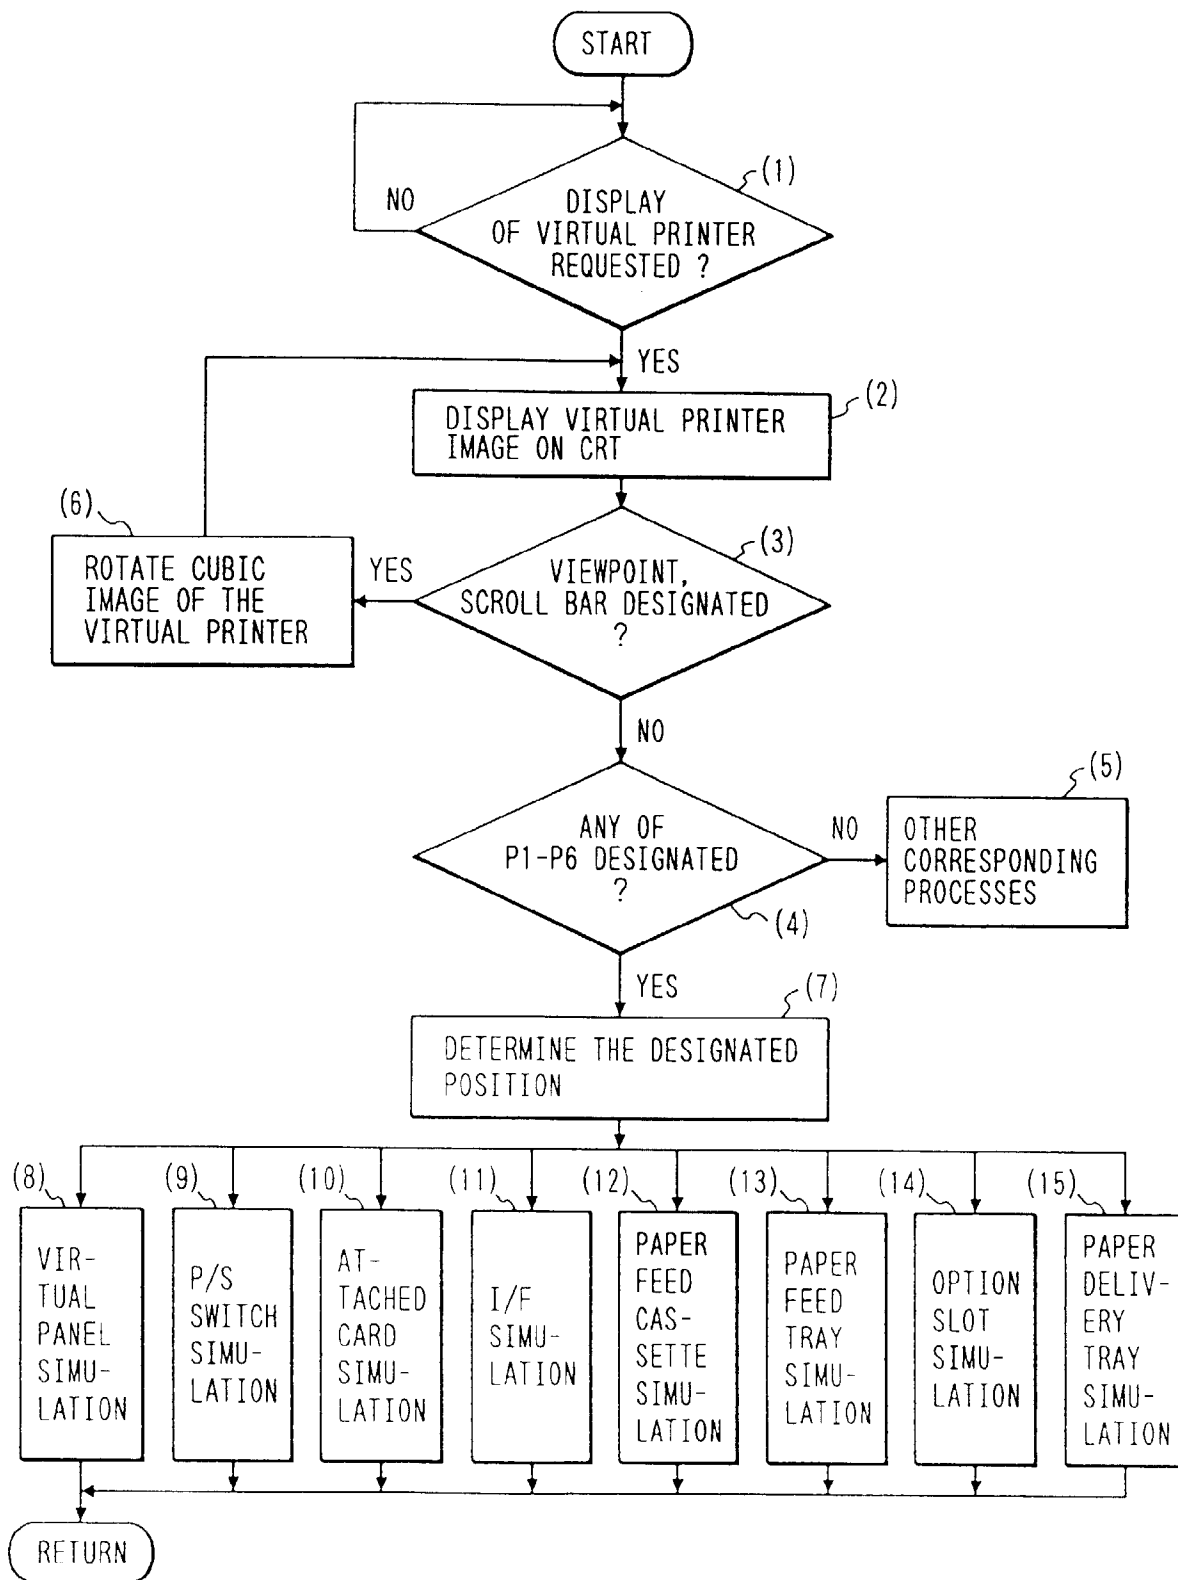 START
(1)
NO
DISPLAY
OF VIRTUAL PRINTER
REQUESTED ?
YES
(2)
DISPLAY VIRTUAL PRINTER
IMAGE ON CRT
(6)
ROTATE CUBIC
IMAGE OF THE
VIRTUAL PRINTER
YES
(3)
VIEWPOINT,
SCROLL BAR DESIGNATED
?
NO
ANY OF
P1-P6 DESIGNATED
?
(4)
NO
(5)
OTHER
CORRESPONDING
PROCESSES
YES
(7)
DETERMINE THE DESIGNATED
POSITION
(8)
VIR-
TUAL
PANEL
SIMU-
LATION
(9)
P/S
SWITCH
SIMU-
LATION
(10)
AT-
TACHED
CARD
SIMU-
LATION
(11)
I/F
SIMU-
LATION
(12)
PAPER
FEED
CAS-
SETTE
SIMU-
LATION
(13)
PAPER
FEED
TRAY
SIMU-
LATION
(14)
OPTION
SLOT
SIMU-
LATION
(15)
PAPER
DELIV-
ERY
TRAY
SIMU-
LATION
RETURN